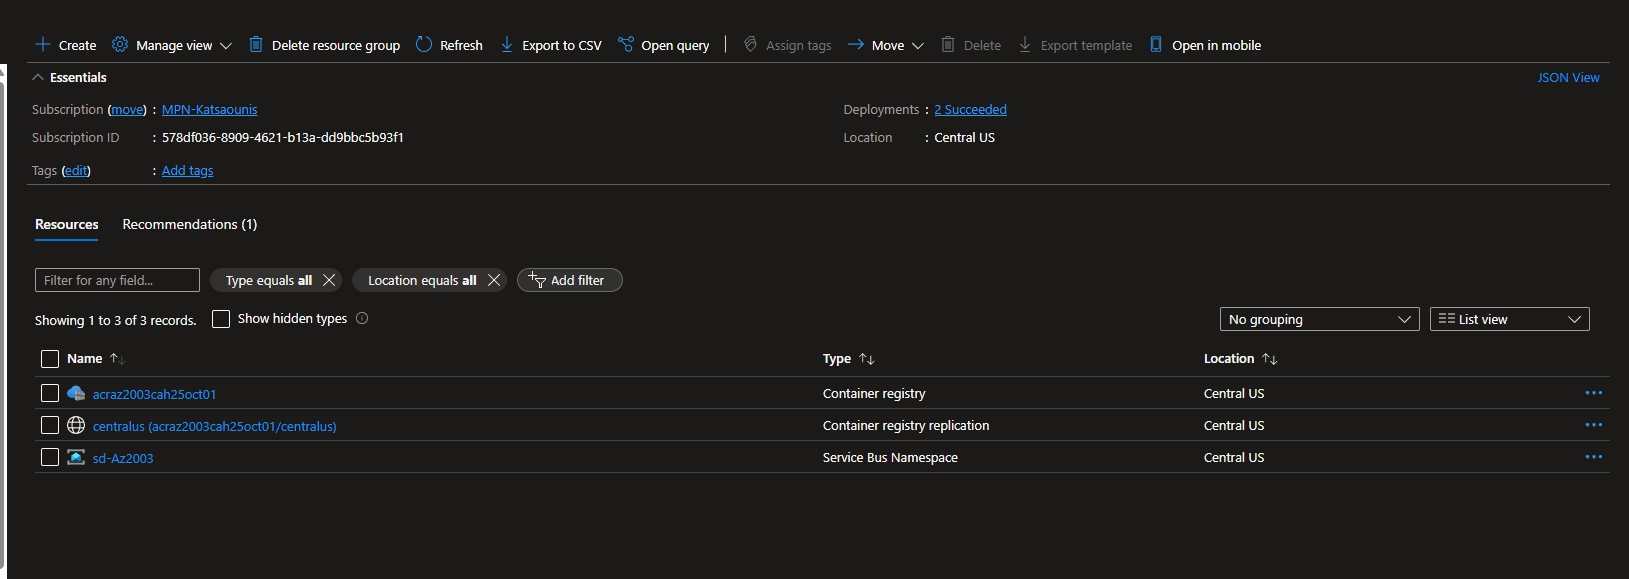 Create Manage view Delete resource group Refresh Export to CSV Open query Assign tags Move Delete Export template Open in mobile
Essentials JSON View
Subscription (move) : MPN-Katsaounis Deployments : 2 Succeeded
Subscription ID : 578df036-8909-4621-b13a-dd9bbc5b93f1 Location : Central US
Tags (edit) : Add tags
Resources Recommendations (1)
Filter for any field... Type equals all Location equals all Add filter
Showing 1 to 3 of 3 records. Show hidden types No grouping List view
Name Type Location
acraz2003cah25oct01 Container registry Central US
centralus (acraz2003cah25oct01/centralus) Container registry replication Central US
sd-Az2003 Service Bus Namespace Central US